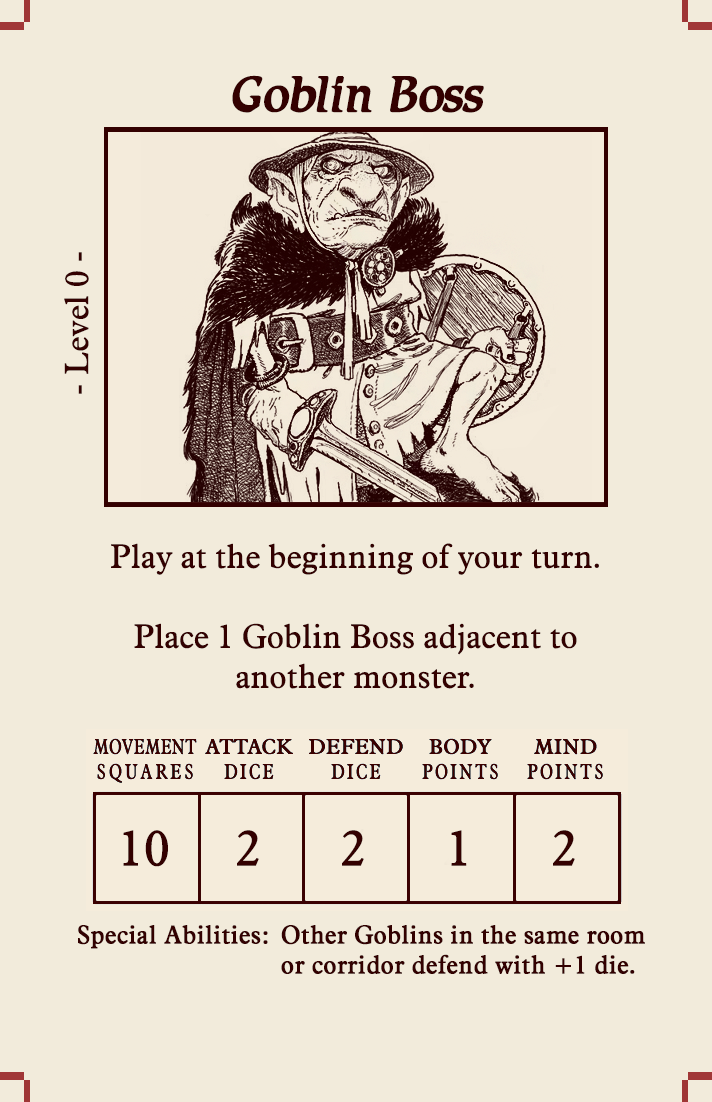 Goblin Boss
- Level 0 -
Play at the beginning of your turn.
Place 1 Goblin Boss adjacent to
another monster.
MOVEMENT SQUARES ATTACK DICE DEFEND DICE BODY POINTS MIND POINTS
10 2 2 1 2
Special Abilities: Other Goblins in the same room
or corridor defend with +1 die.